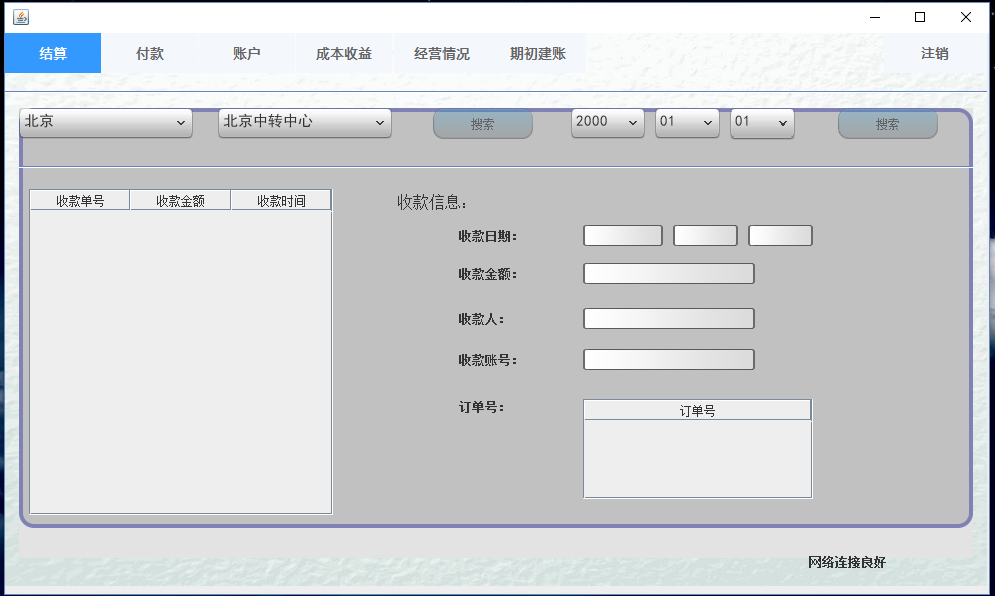 结算 付款 账户 成本收益 经营情况 期初建账 注销
北京 北京中转中心 搜索 2000 01 01 搜索
收款单号 收款金额 收款时间
收款信息：
收款日期：
收款金额：
收款人：
收款账号：
订单号：
订单号
网络连接良好